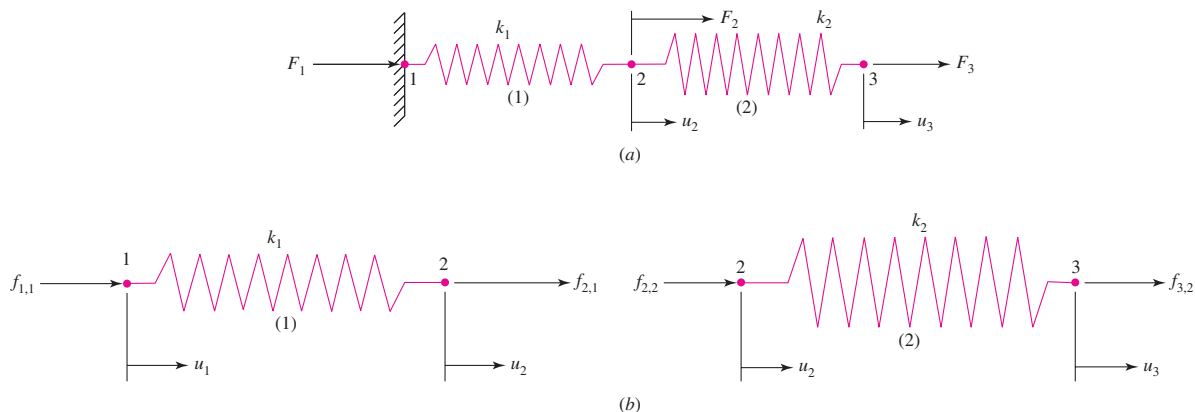 k₁
F₂
k₂
F₁
1
2
3
F₃
(1)
(2)
u₂
u₃
(a)
k₁
k₂
1
2
2
3
f₁,₁
f₂,₁
f₂,₂
f₃,₂
(1)
(2)
u₁
u₂
u₂
u₃
(b)